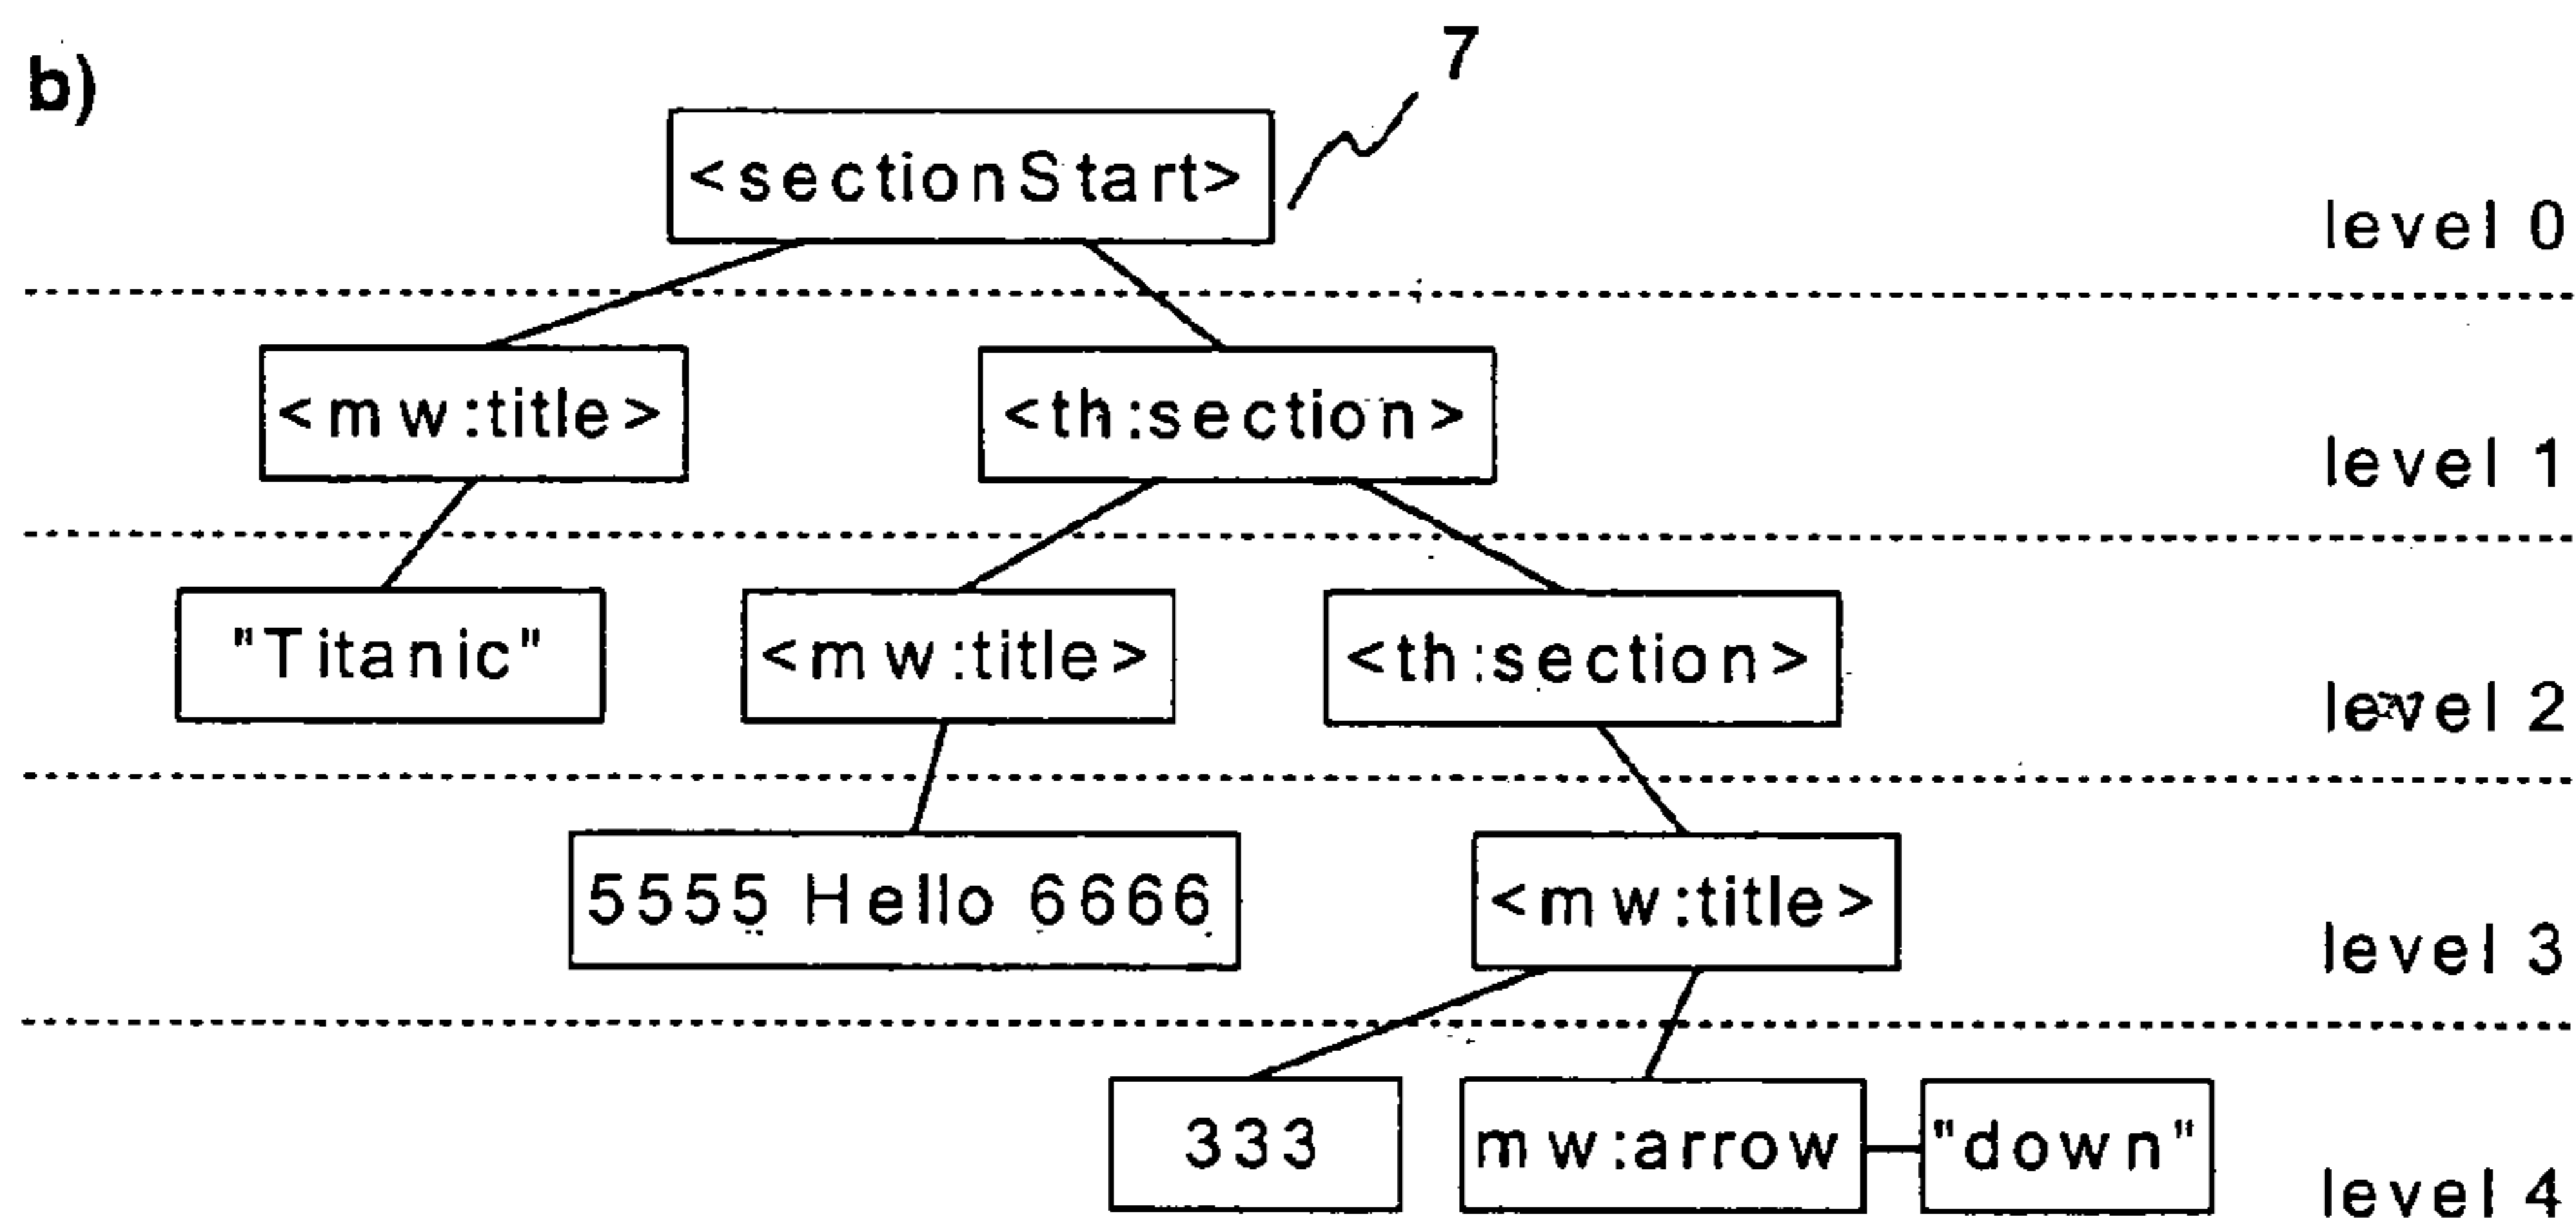 b)
7
<sectionStart>
level 0
<mw:title> <th:section>
level 1
"Titanic" <mw:title> <th:section>
level 2
5555 Hello 6666 <mw:title>
level 3
333 mw:arrow "down"
level 4